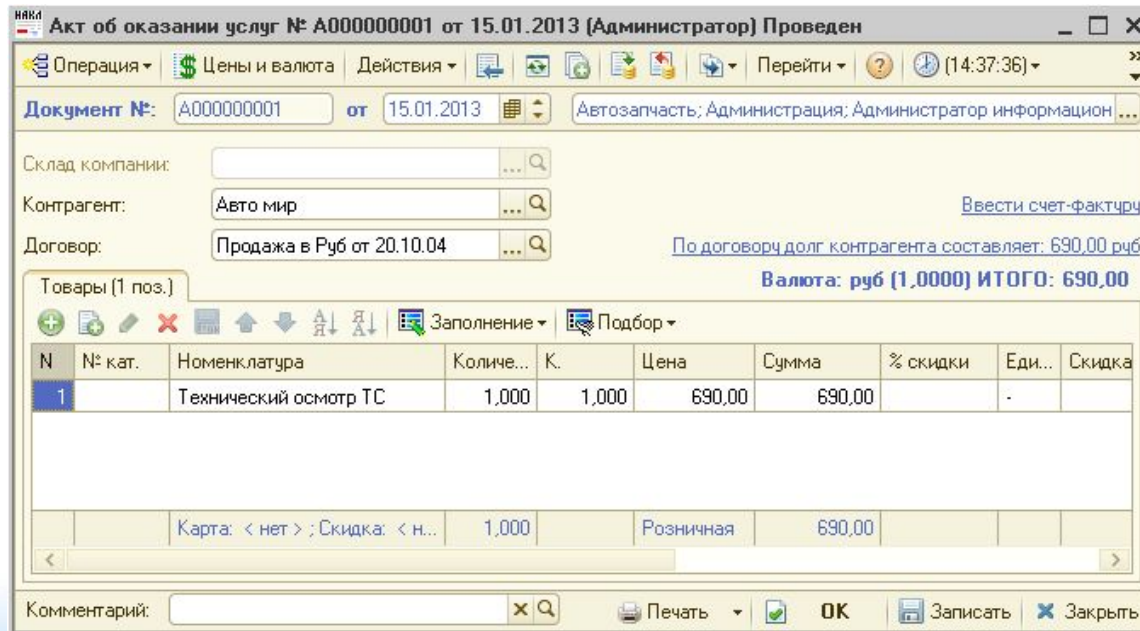 накл Акт об оказании услуг № А000000001 от 15.01.2013 (Администратор) Проведен
Операция Цены и валюта Действия Перейти (14:37:36)
Документ №: А000000001 от 15.01.2013 Автозапчасть; Администрация; Администратор информацион ...
Склад компании: ...
Контрагент: Авто мир ... Ввести счет-фактуру
Договор: Продажа в Руб от 20.10.04 ... По договору долг контрагента составляет: 690,00 руб
Товары (1 поз.) Валюта: руб (1,0000) ИТОГО: 690,00
Заполнение Подбор
N № кат. Номенклатура Количе... К. Цена Сумма % скидки Еди... Скидка
1 Технический осмотр ТС 1,000 1,000 690,00 690,00 -
Карта: < нет > ; Скидка: < н... 1,000 Розничная 690,00
Комментарий: Печать OK Записать Закрыть